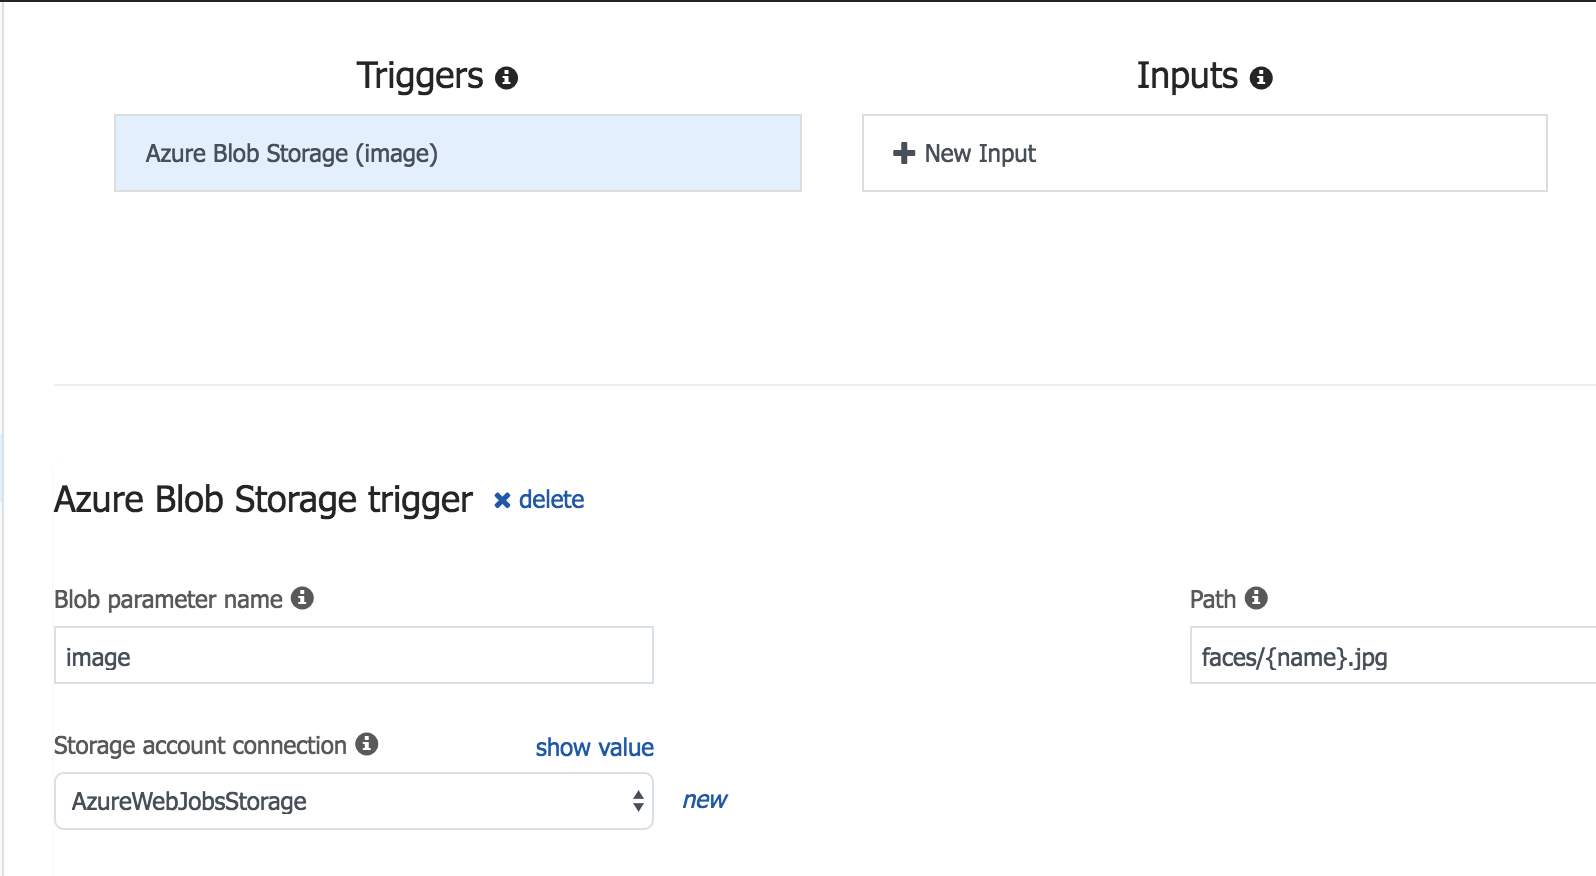 Triggers
Inputs
Azure Blob Storage (image)
New Input
Azure Blob Storage trigger delete
Blob parameter name
Path
image
faces/{name}.jpg
Storage account connection show value
AzureWebJobsStorage new